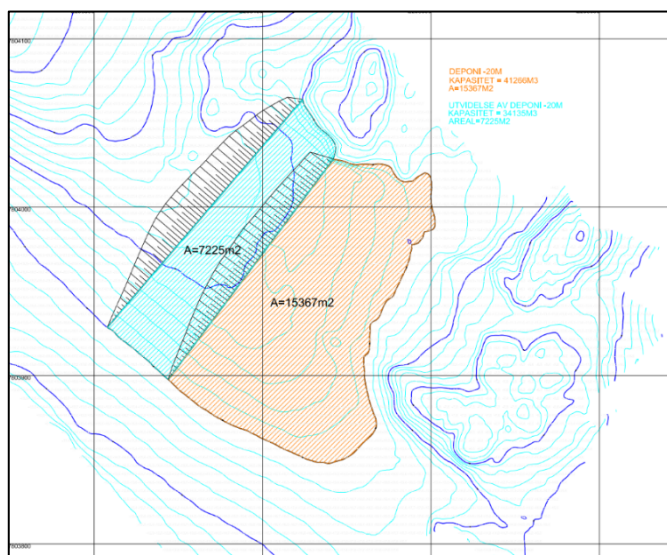 DEPONI -20M
KAPASITET = 41266M3
A=15367M2
UTVIDELSE AV DEPONI -20M
KAPASITET = 34135M3
AREAL=7225M2
A=7225m2
A=15367m2